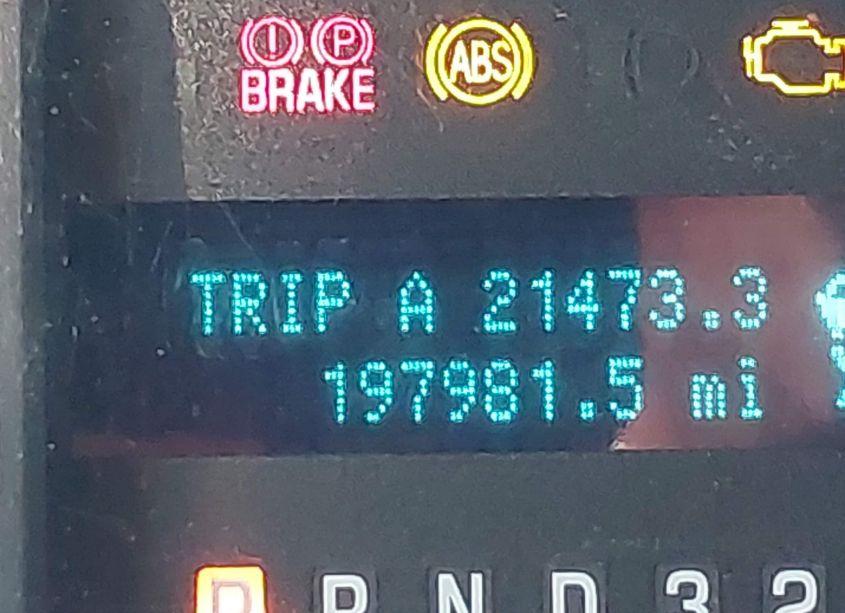 (!) (P)
BRAKE
ABS
TRIP A 21473.3
197981.5 mi
P R N D 3 2